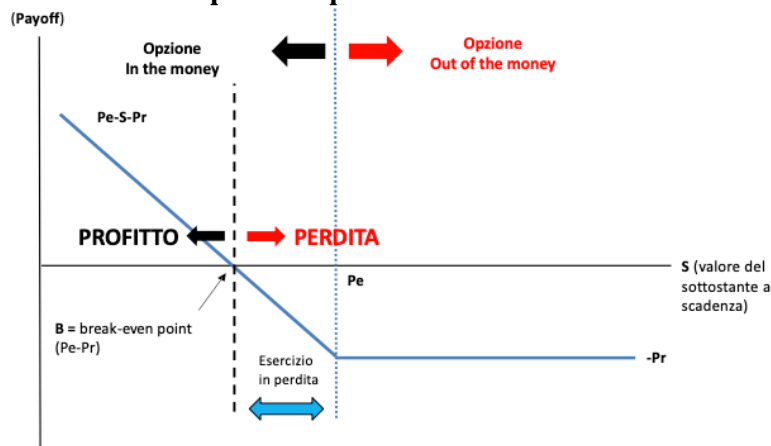 (Payoff)
Opzione
In the money
Opzione
Out of the money
Pe-S-Pr
PROFITTO
PERDITA
S (valore del
sottostante a
scadenza)
Pe
B = break-even point
(Pe-Pr)
Esercizio
in perdita
-Pr